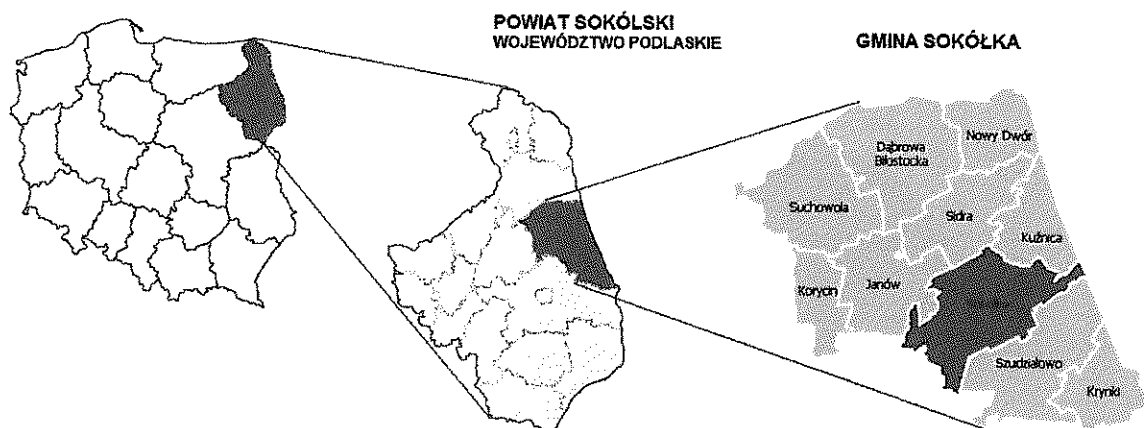 POWIAT SOKÓLSKI
WOJEWÓDZTWO PODLASKIE
GMINA SOKÓŁKA
Nowy Dwór
Dąbrowa
Białostocka
Suchowola
Sidra
Kuźnica
Korycin
Janów
Szudziałowo
Krynki